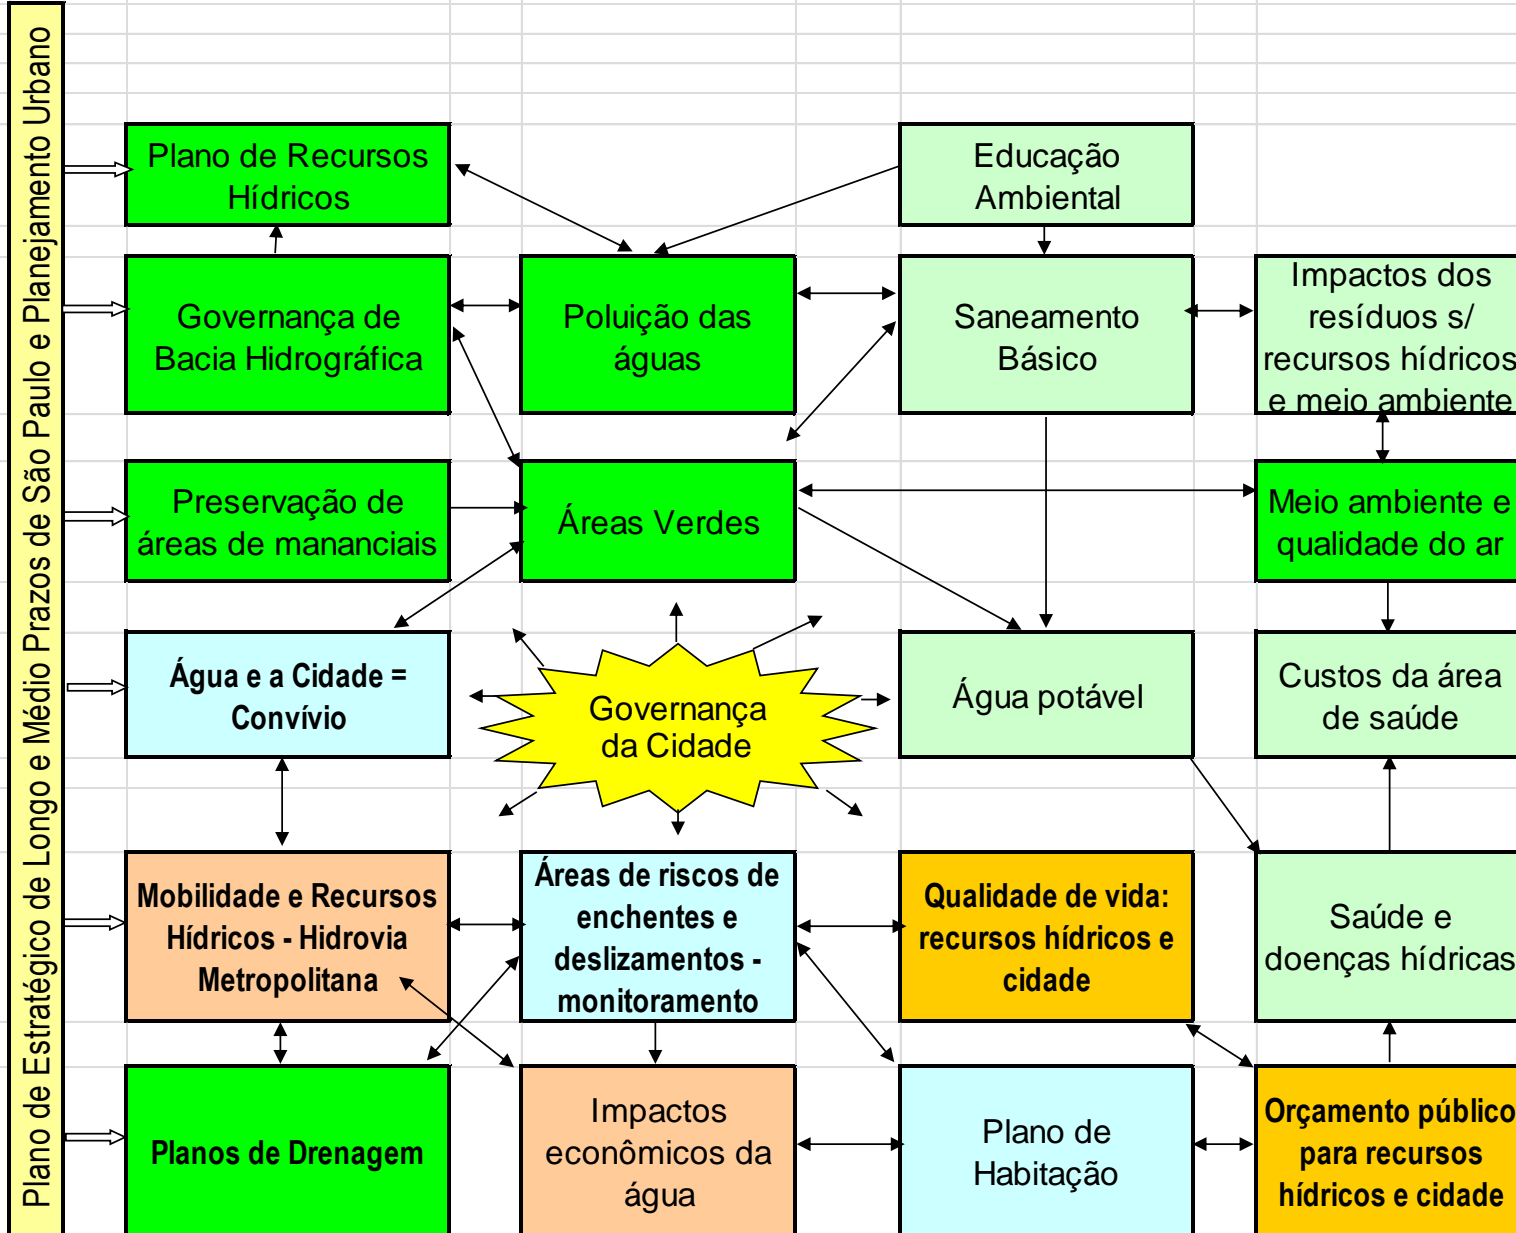 Plano de Estratégico de Longo e Médio Prazos de São Paulo e Planejamento Urbano
Plano de Recursos
Hídricos
Educação
Ambiental
Governança de
Bacia Hidrográfica
Poluição das
águas
Saneamento
Básico
Impactos dos
resíduos s/
recursos hídricos
e meio ambiente
Preservação de
áreas de mananciais
Áreas Verdes
Meio ambiente e
qualidade do ar
Água e a Cidade =
Convívio
Governança
da Cidade
Água potável
Custos da área
de saúde
Mobilidade e Recursos
Hídricos - Hidrovia
Metropolitana
Áreas de riscos de
enchentes e
deslizamentos -
monitoramento
Qualidade de vida:
recursos hídricos e
cidade
Saúde e
doenças hídricas
Planos de Drenagem
Impactos
econômicos da
água
Plano de
Habitação
Orçamento público
para recursos
hídricos e cidade